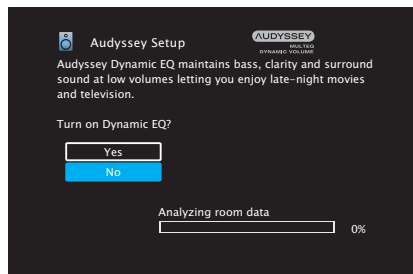 Audyssey Setup
AUDYSSEY
MULTEQ
DYNAMIC VOLUME
Audyssey Dynamic EQ maintains bass, clarity and surround
sound at low volumes letting you enjoy late-night movies
and television.
Turn on Dynamic EQ?
Yes
No
Analyzing room data
0%